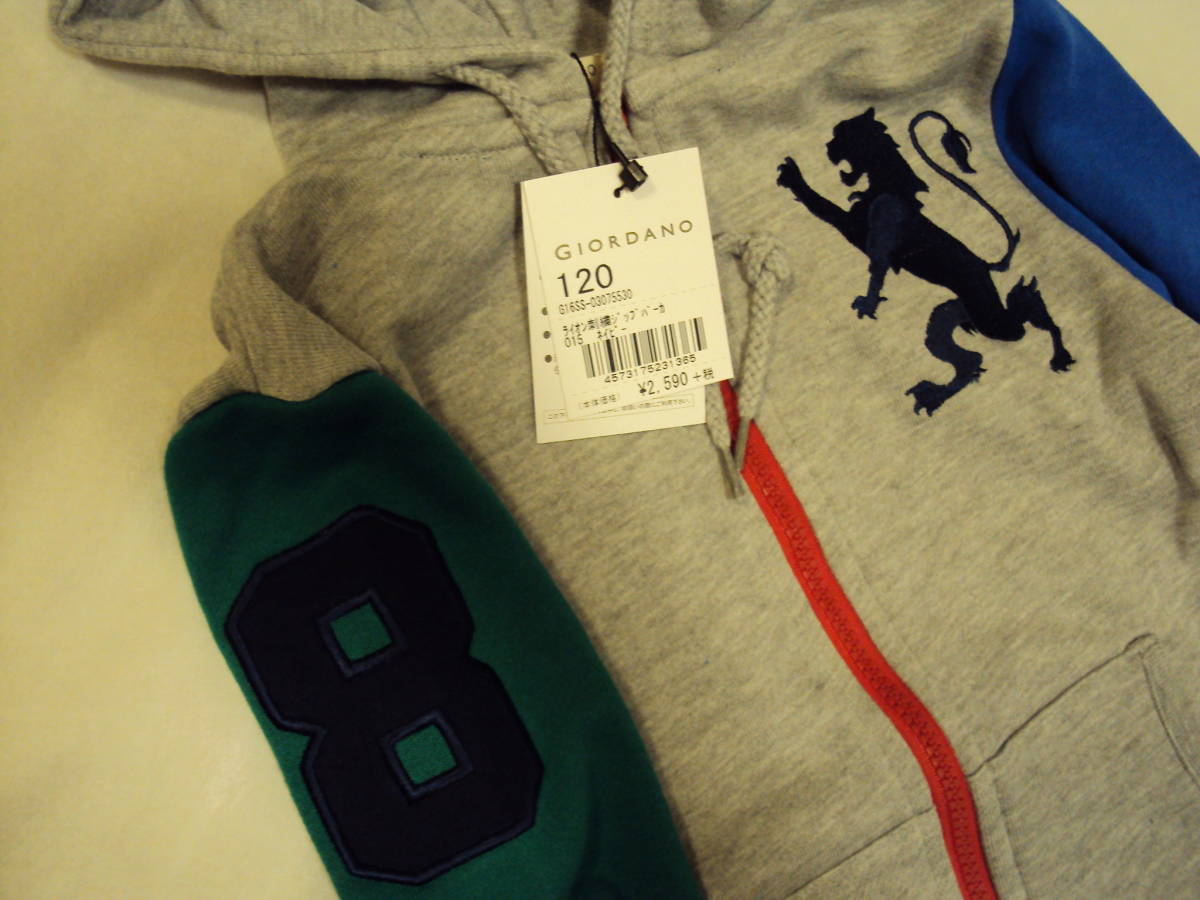 GIORDANO
120
G16SS-03075530
ライオン刺繍ジップパーカ
015 ネイビー
4573175231365
(本体価格) ¥2,590 +税
8